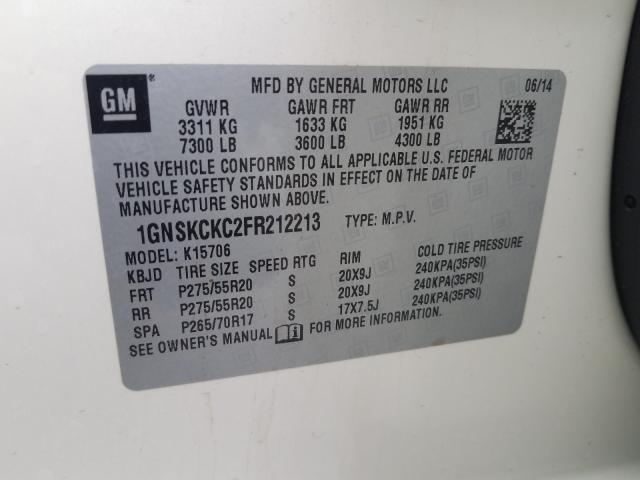 GM
MFD BY GENERAL MOTORS LLC 06/14
GVWR GAWR FRT GAWR RR
3311 KG 1633 KG 1951 KG
7300 LB 3600 LB 4300 LB
THIS VEHICLE CONFORMS TO ALL APPLICABLE U.S. FEDERAL MOTOR
VEHICLE SAFETY STANDARDS IN EFFECT ON THE DATE OF
MANUFACTURE SHOWN ABOVE.
1GNSKCKC2FR212213 TYPE: M.P.V.
MODEL: K15706
KBJD TIRE SIZE SPEED RTG RIM COLD TIRE PRESSURE
FRT P275/55R20 S 20X9J 240KPA(35PSI)
RR P275/55R20 S 20X9J 240KPA(35PSI)
SPA P265/70R17 S 17X7.5J 240KPA(35PSI)
SEE OWNER'S MANUAL FOR MORE INFORMATION.